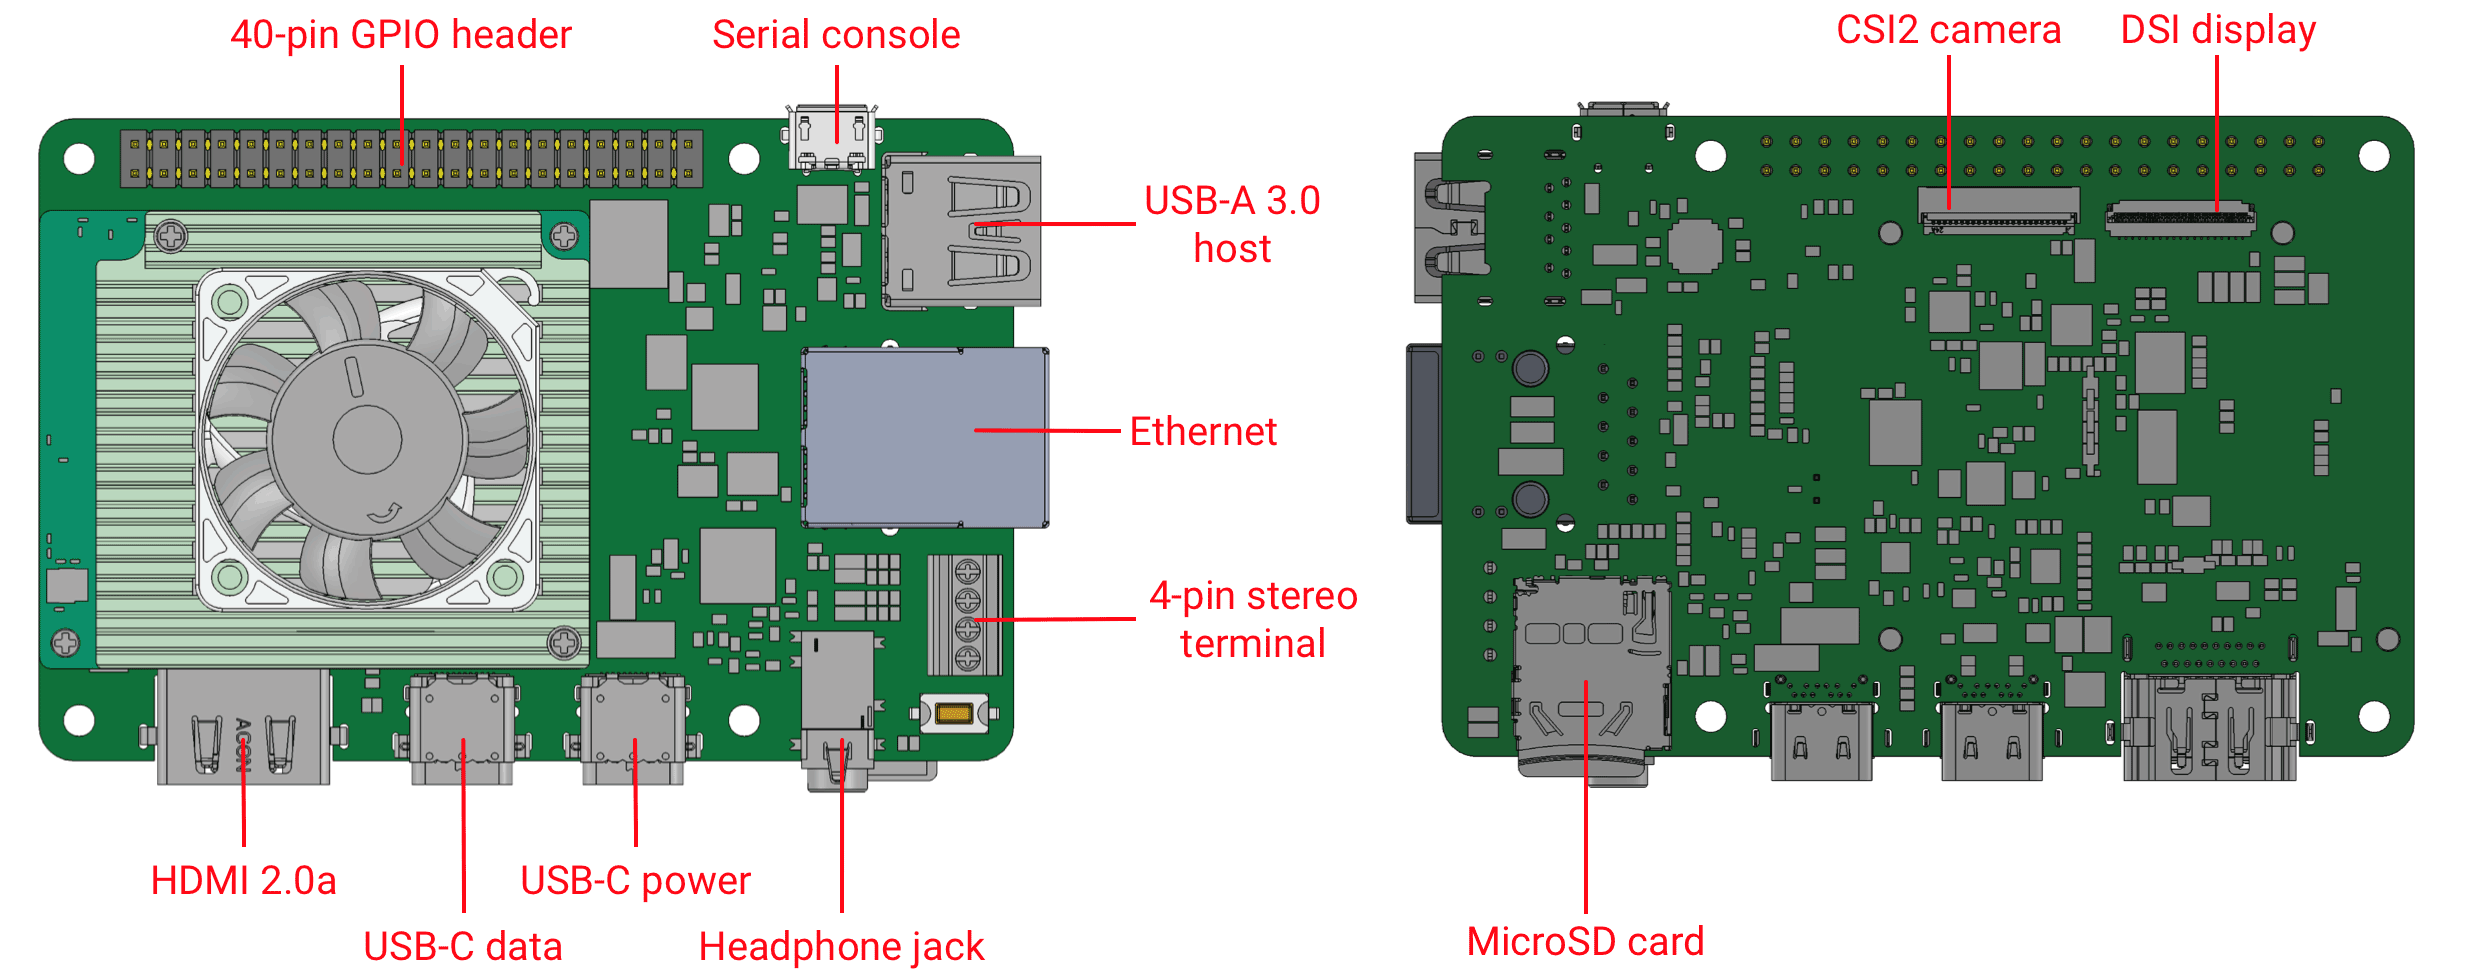 40-pin GPIO header
Serial console
CSI2 camera
DSI display
USB-A 3.0
host
Ethernet
4-pin stereo
terminal
ACON
HDMI 2.0a
USB-C power
USB-C data
Headphone jack
MicroSD card